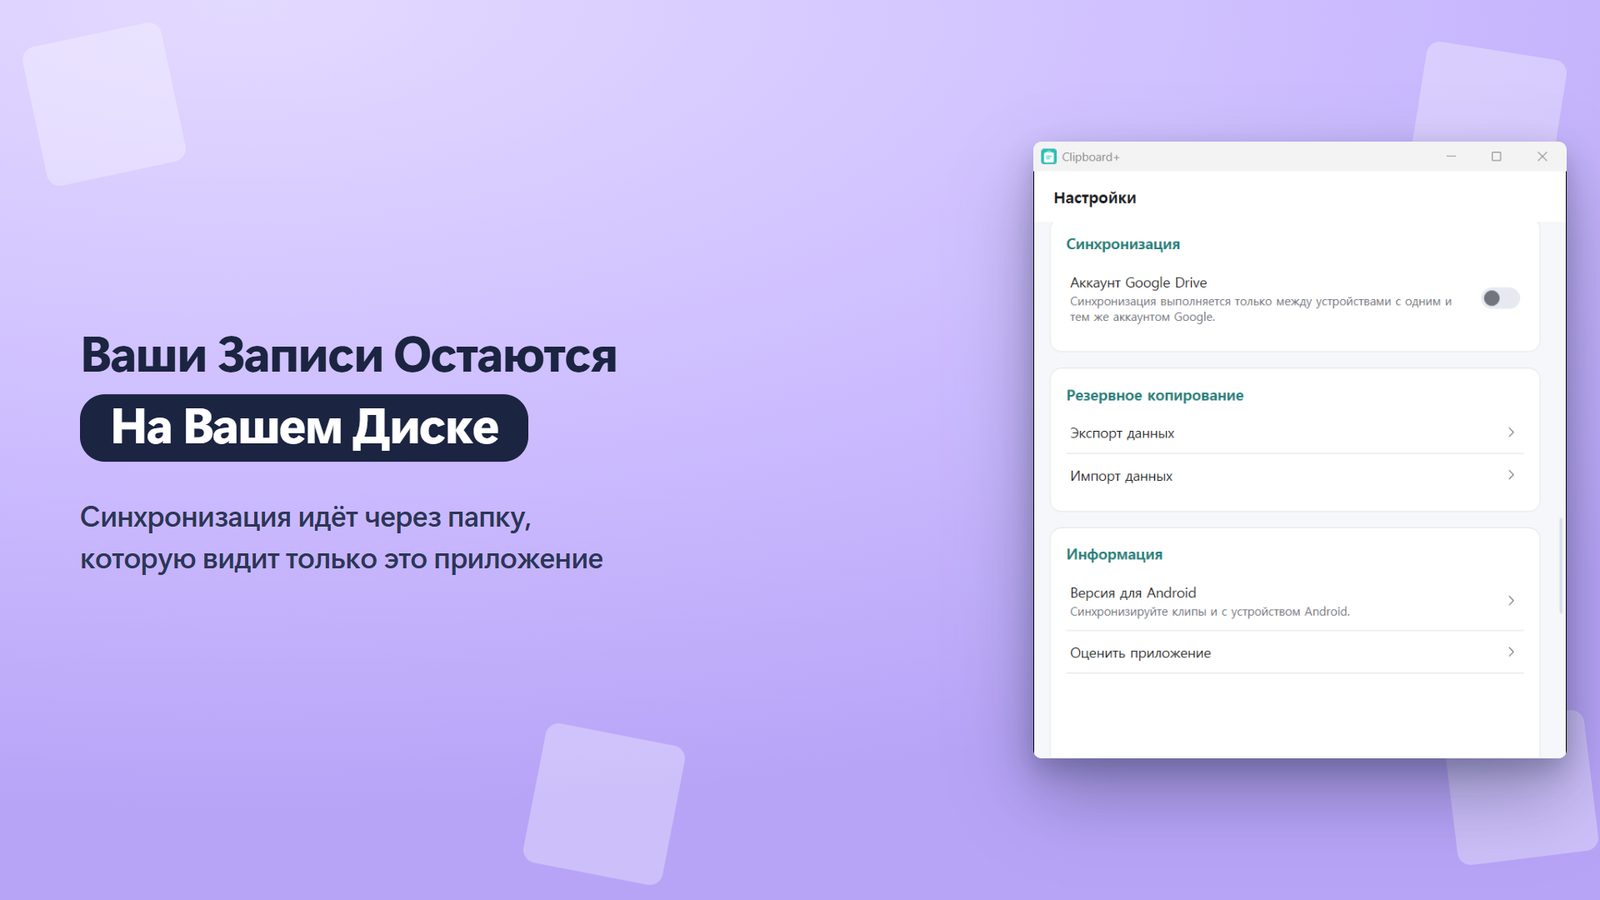 Ваши Записи Остаются
На Вашем Диске
Синхронизация идёт через папку,
которую видит только это приложение
Clipboard+
Настройки
Синхронизация
Аккаунт Google Drive
Синхронизация выполняется только между устройствами с одним и
тем же аккаунтом Google.
Резервное копирование
Экспорт данных
Импорт данных
Информация
Версия для Android
Синхронизируйте клипы и с устройством Android.
Оценить приложение